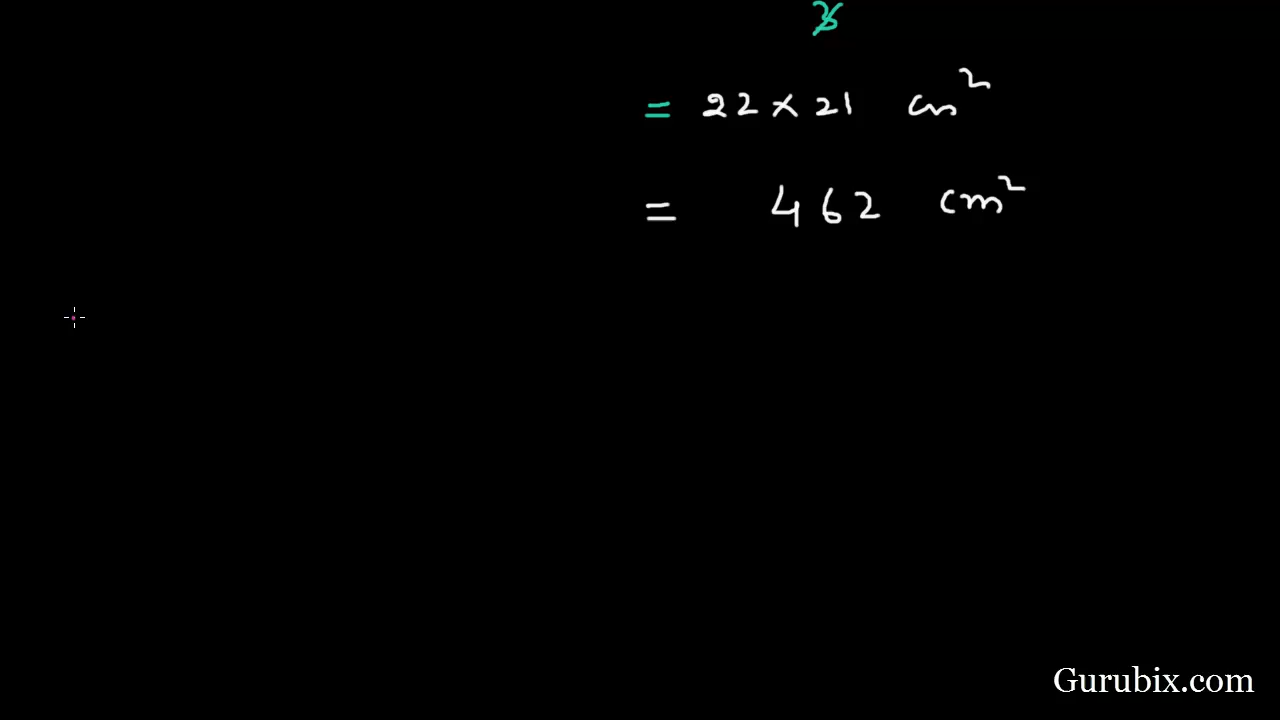 = 22 × 21 cm²
= 462 cm²
Gurubix.com